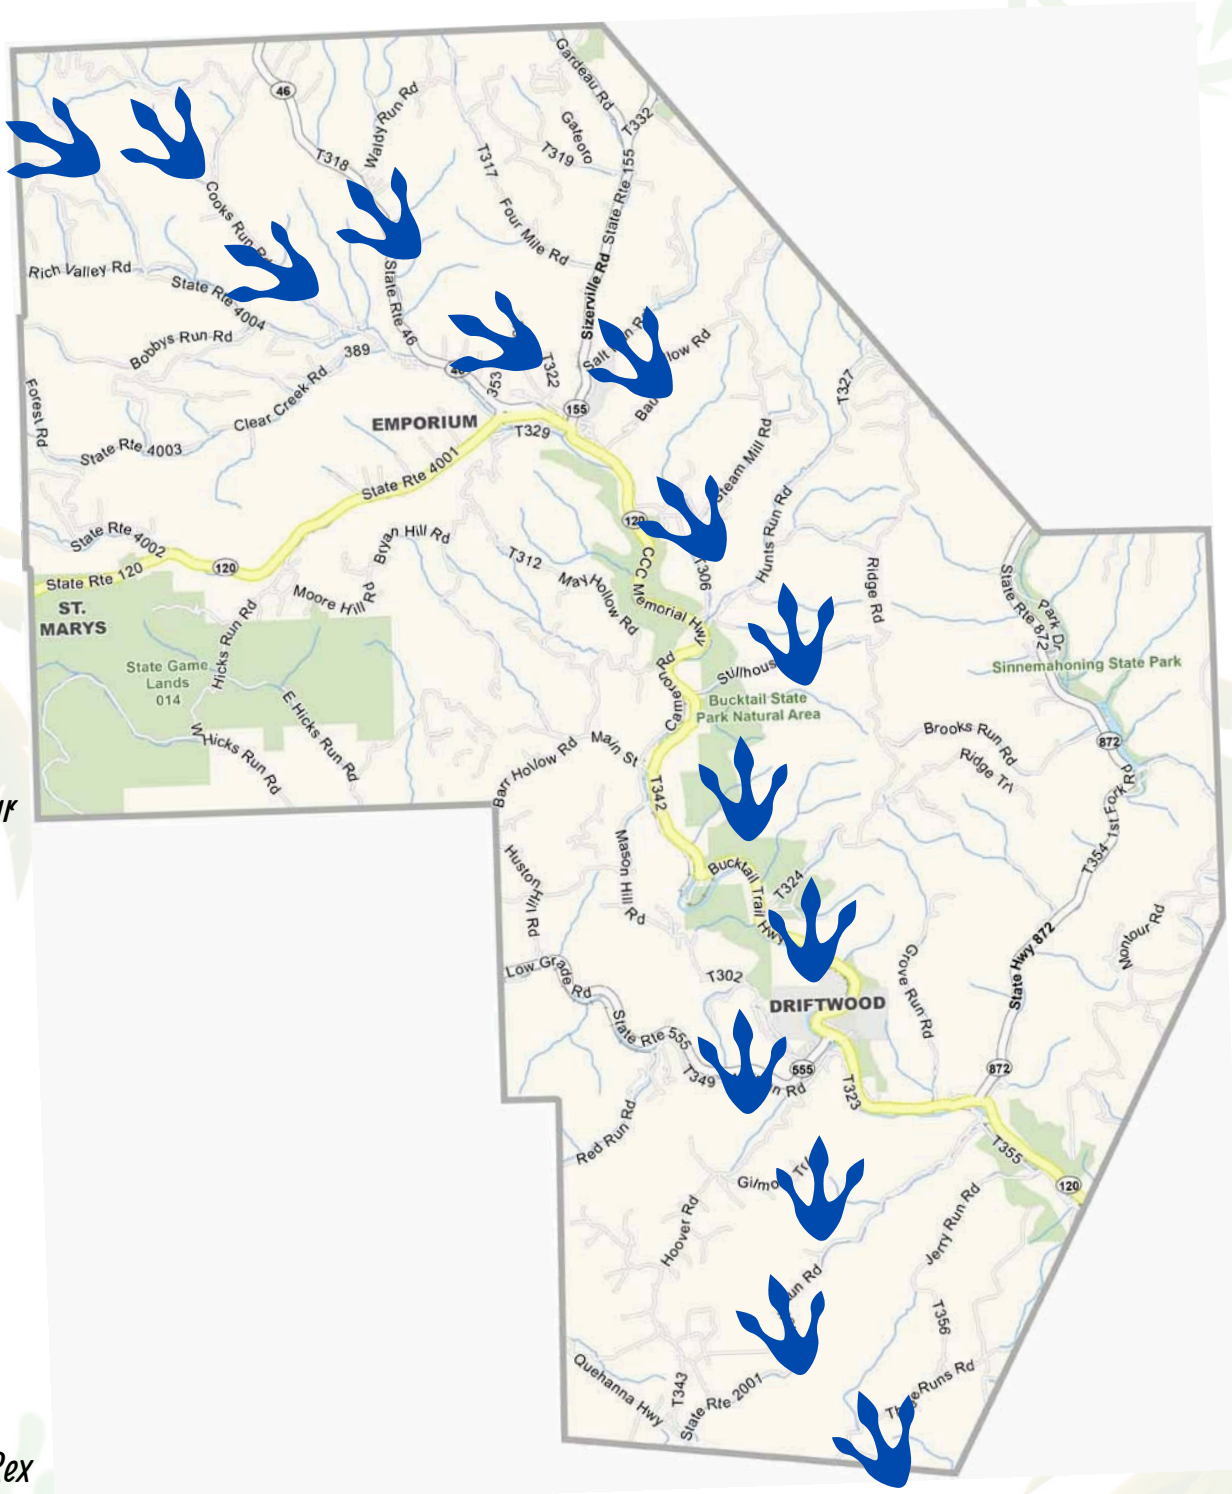 46
Gardeau Rd
T332
Waldy Run Rd
T318
T317
T319
Gateoro
State Rte 155
Cooks Run Rd
Four Mile Rd
Sizerville Rd
Rich Valley Rd
State Rte 4004
State Rte 46
Bobbys Run Rd
389
353
T322
T327
155
Forest Rd
Clear Creek Rd
EMPORIUM
T329
State Rte 4003
State Rte 4001
Steam Mill Rd
Hunts Run Rd
120
State Rte 4002
Bryan Hill Rd
T312
May Hollow Rd
CCC Memorial Hwy
T306
Ridge Rd
State Rte 872
Park Dr
120
State Rte 120
ST.
MARYS
Moore Hill Rd
Hicks Run Rd
State Game
Lands
014
E Hicks Run Rd
W Hicks Run Rd
Cameron Rd
Bucktail State
Park Natural Area
Sinnemahoning State Park
Brooks Run Rd
Ridge Trl
872
Barr Hollow Rd
Main St
T342
1st Fork Rd
T354
ur
Huston Hill Rd
Mason Hill Rd
Bucktail Trail Hwy
T324
Montour Rd
State Hwy 872
Grove Run Rd
Low Grade Rd
T302
DRIFTWOOD
State Rte 555
T349
Rd
555
T323
872
Red Run Rd
T355
120
Hoover Rd
Jerry Run Rd
Rd
T356
Quehanna Hwy
T343
State Rte 2001
Runs Rd
Rex